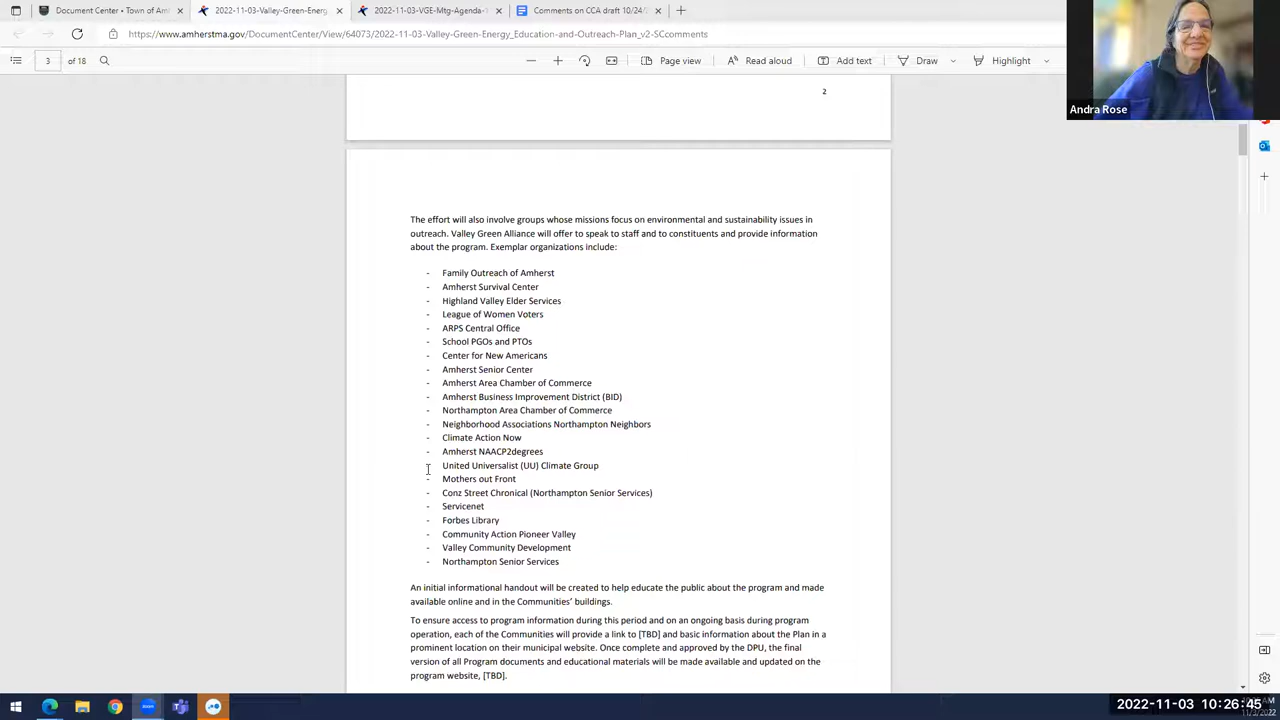 Document Center • Town of Amh
2022-11-03-Valley-Green-Energ
2022-11-03-VGE-Mtg-Agenda-
Comments on CCA draft 10/24/
https://www.amherstma.gov/DocumentCenter/View/64073/2022-11-03-Valley-Green-Energy_Education-and-Outreach-Plan_v2-SCcomments
3 of 18
Page view
Read aloud
Add text
Draw
Highlight
Andra Rose
2
The effort will also involve groups whose missions focus on environmental and sustainability issues in
outreach. Valley Green Alliance will offer to speak to staff and to constituents and provide information
about the program. Exemplar organizations include:
- Family Outreach of Amherst
- Amherst Survival Center
- Highland Valley Elder Services
- League of Women Voters
- ARPS Central Office
- School PGOs and PTOs
- Center for New Americans
- Amherst Senior Center
- Amherst Area Chamber of Commerce
- Amherst Business Improvement District (BID)
- Northampton Area Chamber of Commerce
- Neighborhood Associations Northampton Neighbors
- Climate Action Now
- Amherst NAACP2degrees
- United Universalist (UU) Climate Group
- Mothers out Front
- Conz Street Chronical (Northampton Senior Services)
- Servicenet
- Forbes Library
- Community Action Pioneer Valley
- Valley Community Development
- Northampton Senior Services
An initial informational handout will be created to help educate the public about the program and made
available online and in the Communities' buildings.
To ensure access to program information during this period and on an ongoing basis during program
operation, each of the Communities will provide a link to [TBD] and basic information about the Plan in a
prominent location on their municipal website. Once complete and approved by the DPU, the final
version of all Program documents and educational materials will be made available and updated on the
program website, [TBD].
2022-11-03 10:26:45